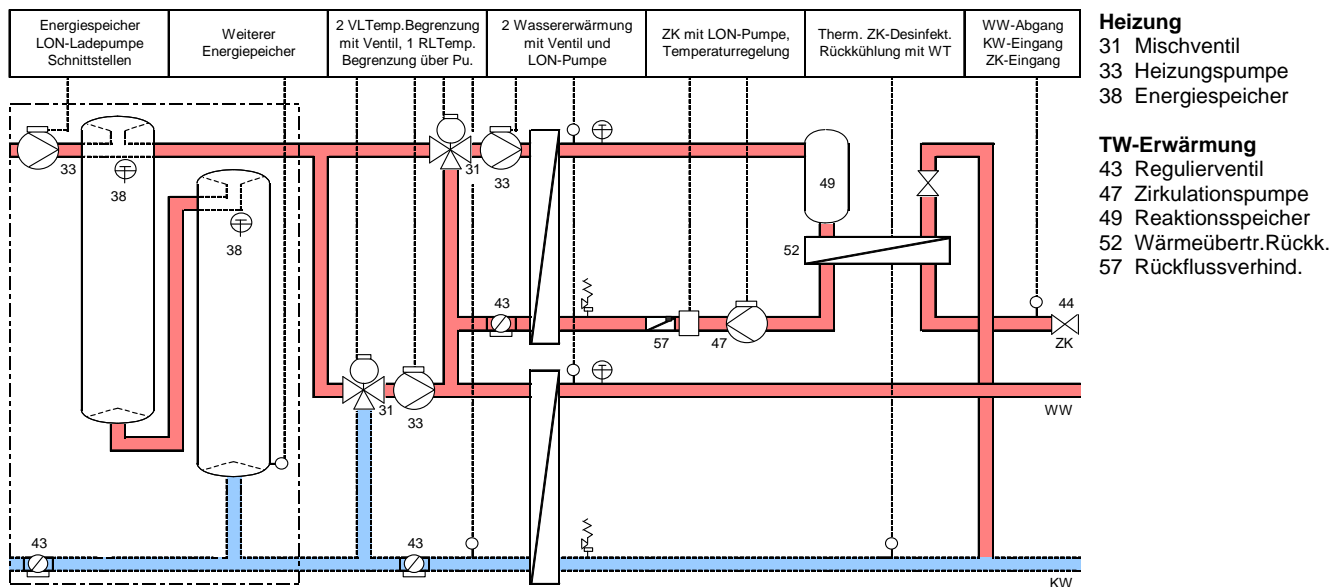 Energiespeicher
LON-Ladepumpe
Schnittstellen
Weiterer
Energiepeicher
2 VLTemp.Begrenzung
mit Ventil, 1 RLTemp.
Begrenzung über Pu.
2 Wassererwärmung
mit Ventil und
LON-Pumpe
ZK mit LON-Pumpe,
Temperaturregelung
Therm. ZK-Desinfekt.
Rückkühlung mit WT
WW-Abgang
KW-Eingang
ZK-Eingang
Heizung
31 Mischventil
33 Heizungspumpe
38 Energiespeicher
TW-Erwärmung
43 Regulierventil
47 Zirkulationspumpe
49 Reaktionsspeicher
52 Wärmeübertr.Rückk.
57 Rückflussverhind.
33
38
31
33
49
38
52
43
44
57
47
ZK
31
33
WW
43
43
KW